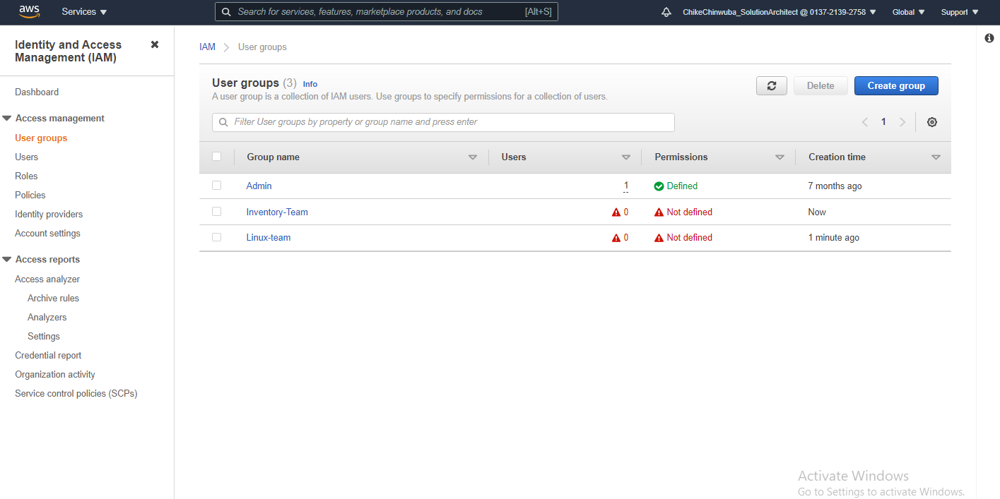 aws
Services
Search for services, features, marketplace products, and docs [Alt+S]
ChikeChinwuba_SolutionArchitect @ 0137-2139-2758
Global
Support
Identity and Access
Management (IAM)
Dashboard
Access management
User groups
Users
Roles
Policies
Identity providers
Account settings
Access reports
Access analyzer
Archive rules
Analyzers
Settings
Credential report
Organization activity
Service control policies (SCPs)
IAM > User groups
User groups (3) Info
A user group is a collection of IAM users. Use groups to specify permissions for a collection of users.
Delete
Create group
Filter User groups by property or group name and press enter
1
Group name Users Permissions Creation time
Admin 1 Defined 7 months ago
Inventory-Team 0 Not defined Now
Linux-team 0 Not defined 1 minute ago
Activate Windows
Go to Settings to activate Windows.